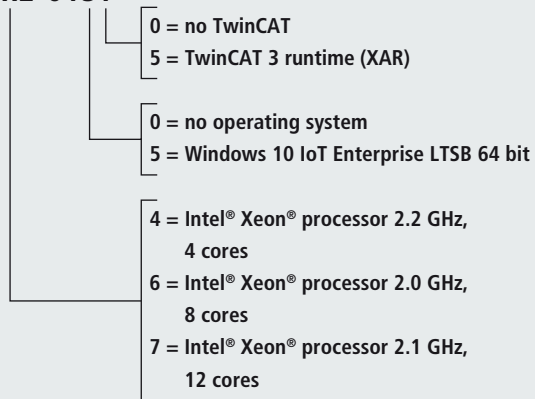 0 = no TwinCAT
5 = TwinCAT 3 runtime (XAR)
0 = no operating system
5 = Windows 10 IoT Enterprise LTSB 64 bit
4 = Intel® Xeon® processor 2.2 GHz,
4 cores
6 = Intel® Xeon® processor 2.0 GHz,
8 cores
7 = Intel® Xeon® processor 2.1 GHz,
12 cores